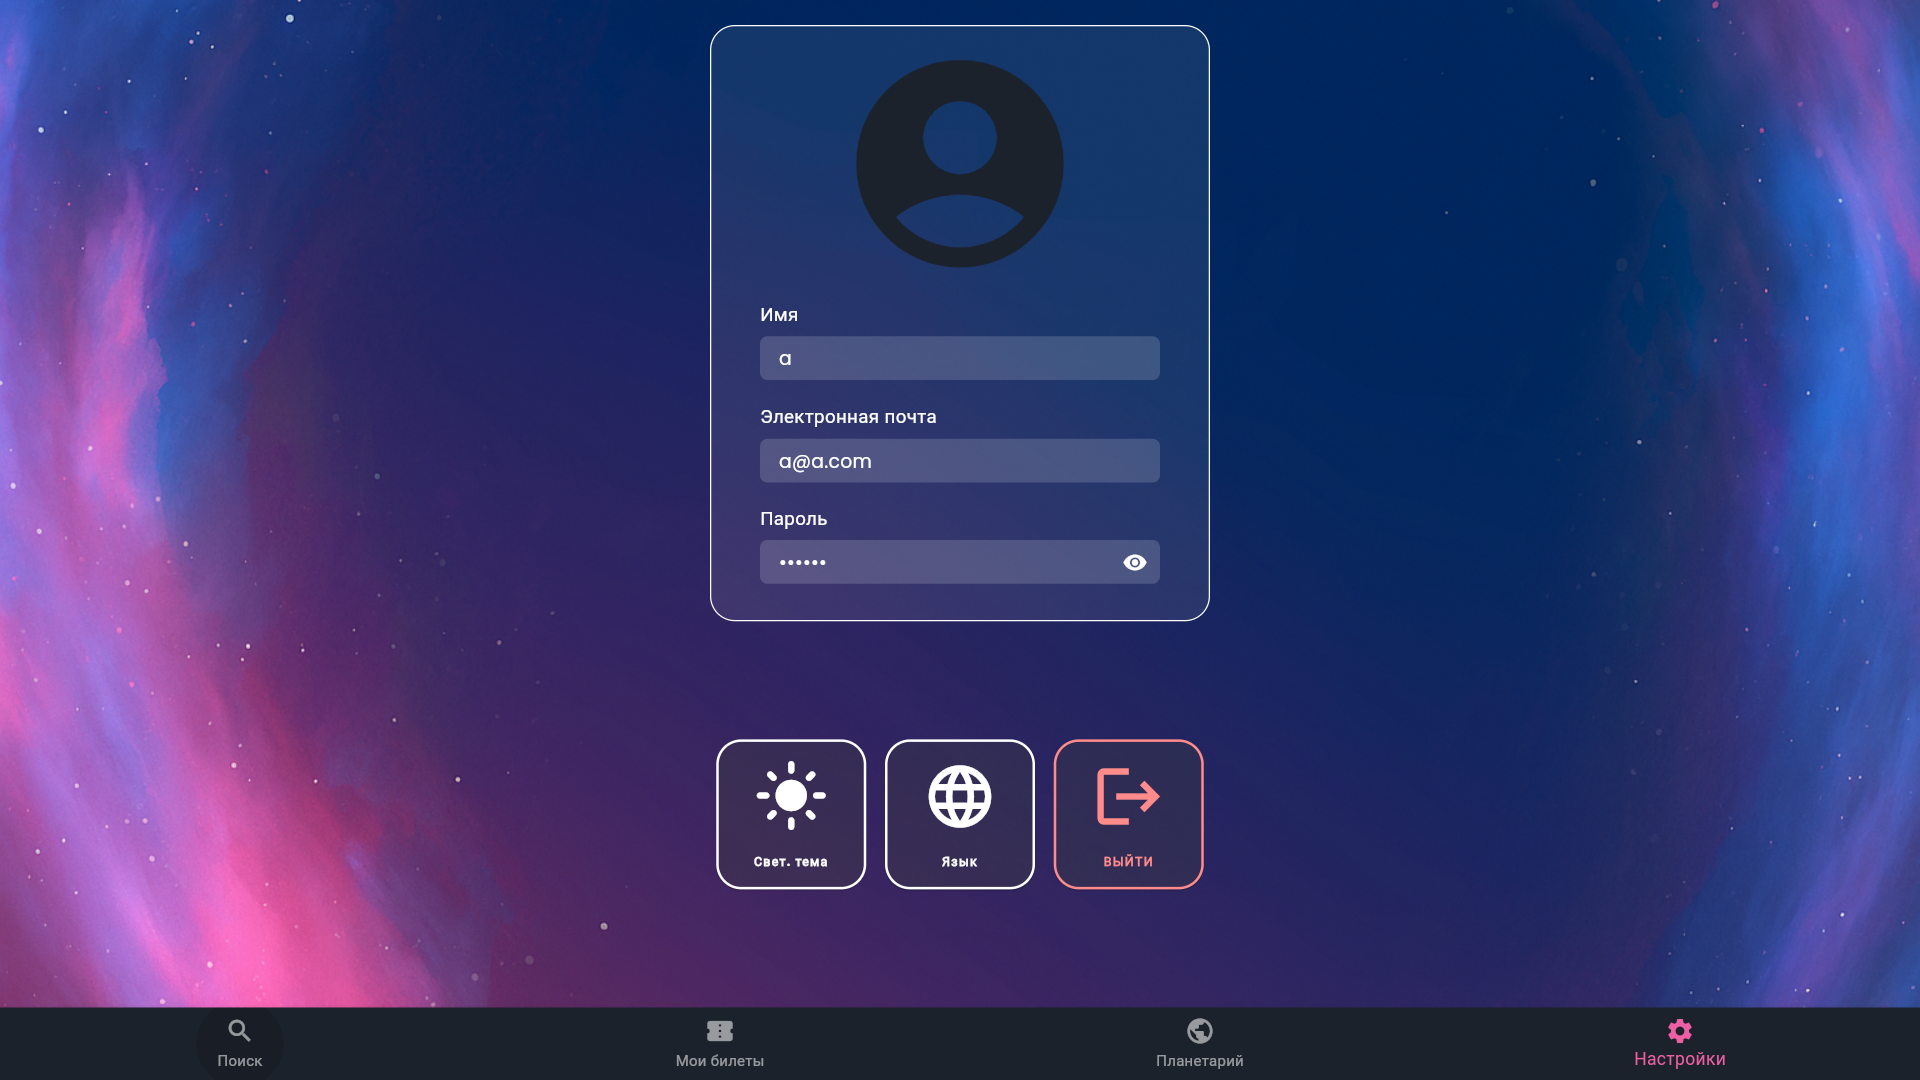 Имя
a
Электронная почта
a@a.com
Пароль
••••••
Свет. тема
Язык
ВЫЙТИ
Поиск
Мои билеты
Планетарий
Настройки